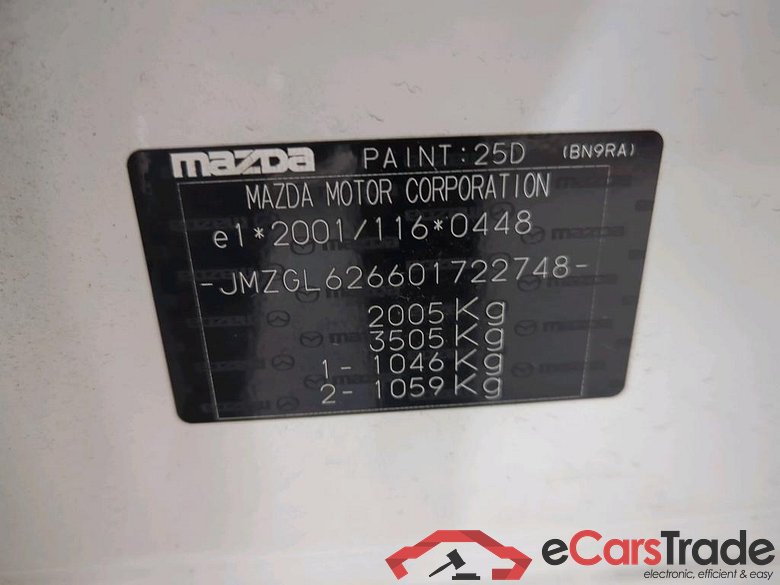 mazda PAINT:25D (BN9RA)
MAZDA MOTOR CORPORATION
e1*2001/116*0448
-JMZGL626601722748-
2005Kg
3505Kg
1- 1046Kg
2- 1059Kg
eCarsTrade
electronic, efficient & easy